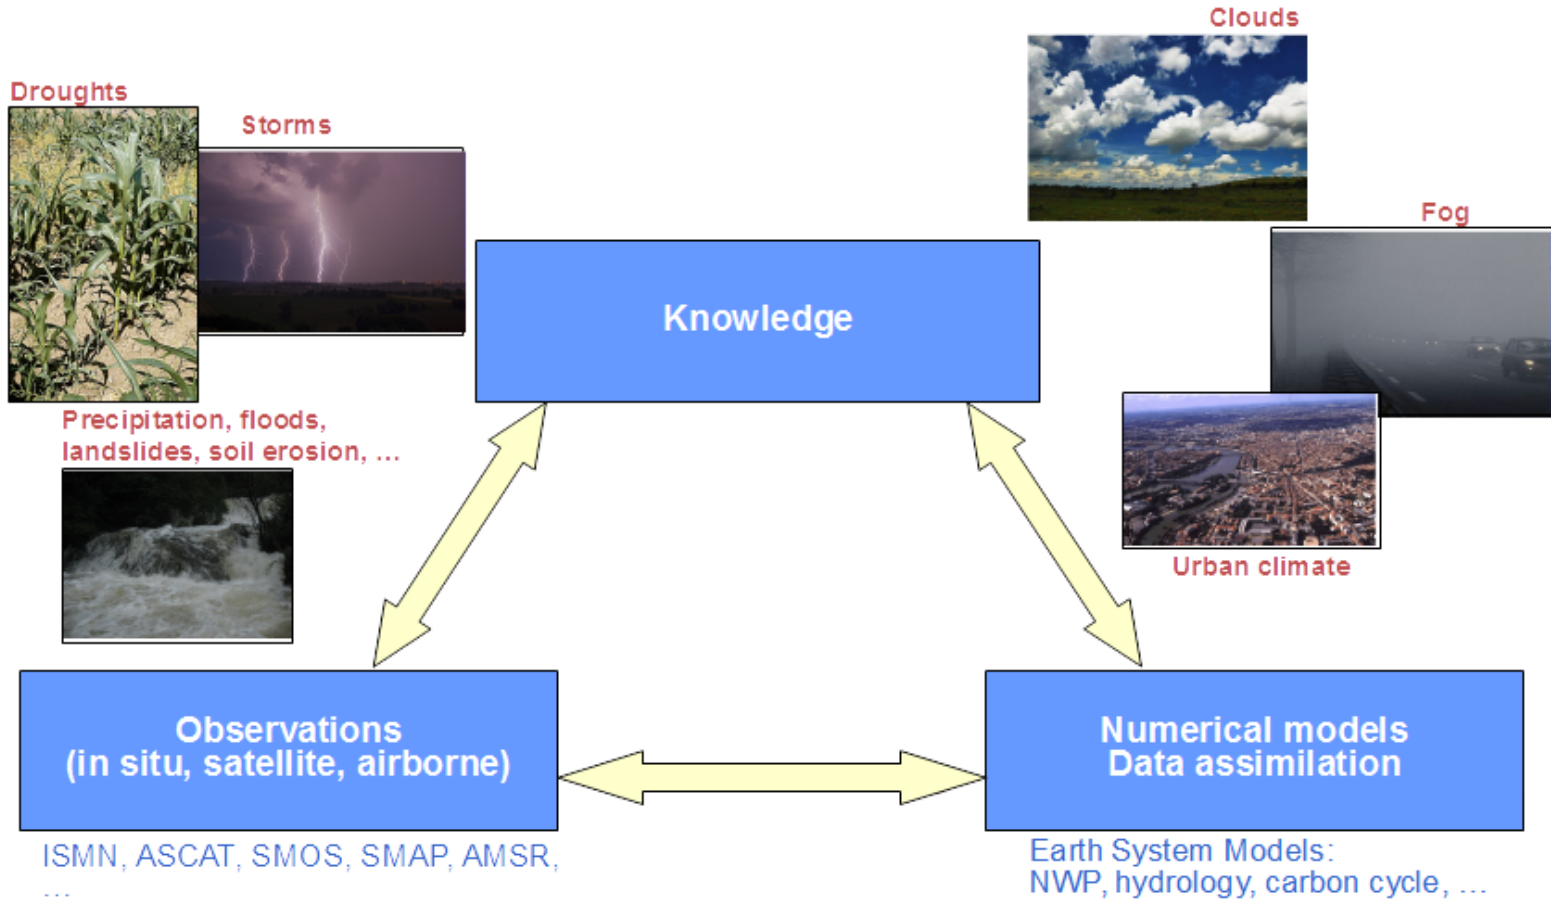 Clouds
Droughts
Storms
Fog
Knowledge
Precipitation, floods,
landslides, soil erosion, ...
Urban climate
Observations
(in situ, satellite, airborne)
Numerical models
Data assimilation
ISMN, ASCAT, SMOS, SMAP, AMSR,
...
Earth System Models:
NWP, hydrology, carbon cycle, ...